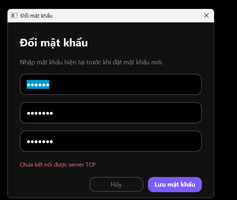 Đổi mật khẩu
Đổi mật khẩu
Nhập mật khẩu hiện tại trước khi đặt mật khẩu mới.
●●●●●●
●●●●●●●
●●●●●●●
Chưa kết nối được server TCP
Hủy
Lưu mật khẩu